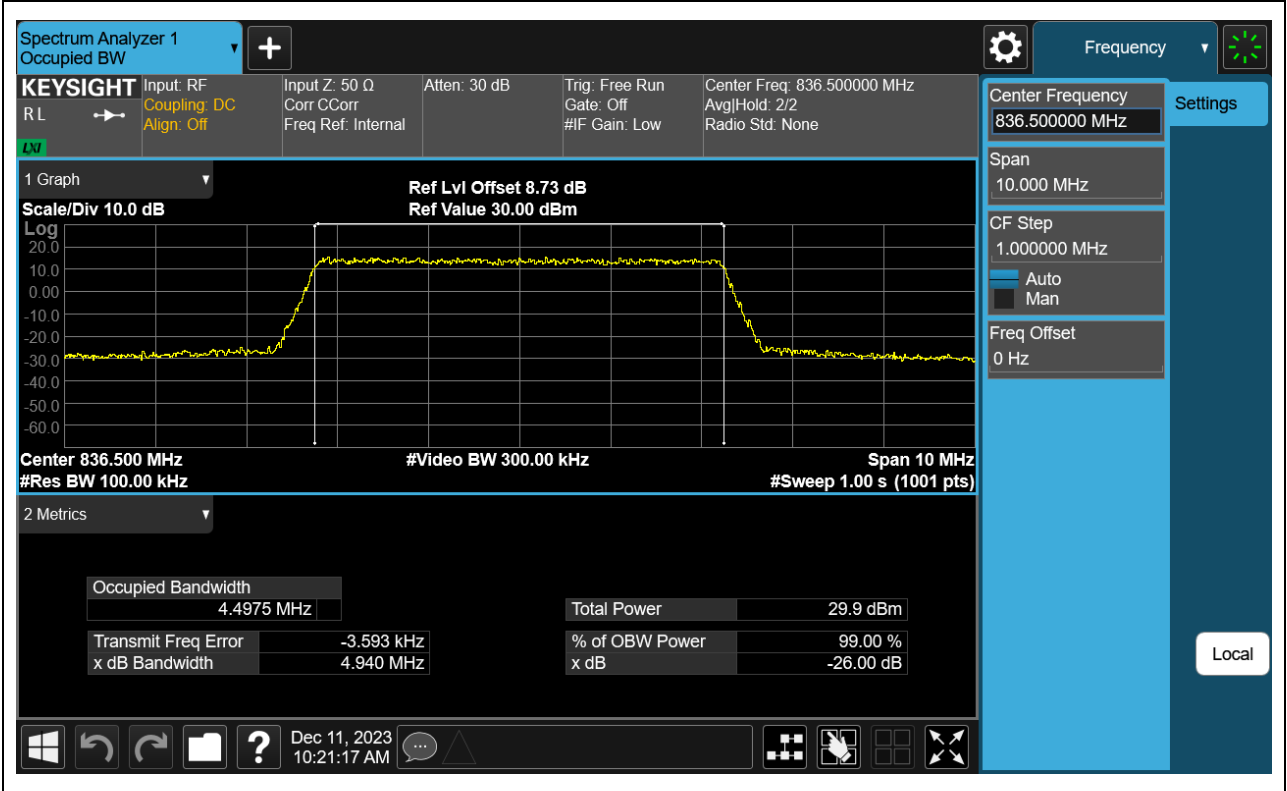 Spectrum Analyzer 1
Occupied BW
Frequency
KEYSIGHT
R L
LXI
Input: RF
Coupling: DC
Align: Off
Input Z: 50 Ω
Corr CCorr
Freq Ref: Internal
Atten: 30 dB
Trig: Free Run
Gate: Off
#IF Gain: Low
Center Freq: 836.500000 MHz
Avg|Hold: 2/2
Radio Std: None
1 Graph
Scale/Div 10.0 dB
Ref Lvl Offset 8.73 dB
Ref Value 30.00 dBm
Log
20.0
10.0
0.00
-10.0
-20.0
-30.0
-40.0
-50.0
-60.0
Center 836.500 MHz
#Video BW 300.00 kHz
Span 10 MHz
#Res BW 100.00 kHz
#Sweep 1.00 s (1001 pts)
2 Metrics
Occupied Bandwidth
4.4975 MHz
Total Power 29.9 dBm
Transmit Freq Error -3.593 kHz
% of OBW Power 99.00 %
x dB Bandwidth 4.940 MHz
x dB -26.00 dB
Center Frequency
836.500000 MHz
Settings
Span
10.000 MHz
CF Step
1.000000 MHz
Auto
Man
Freq Offset
0 Hz
Local
?
Dec 11, 2023
10:21:17 AM